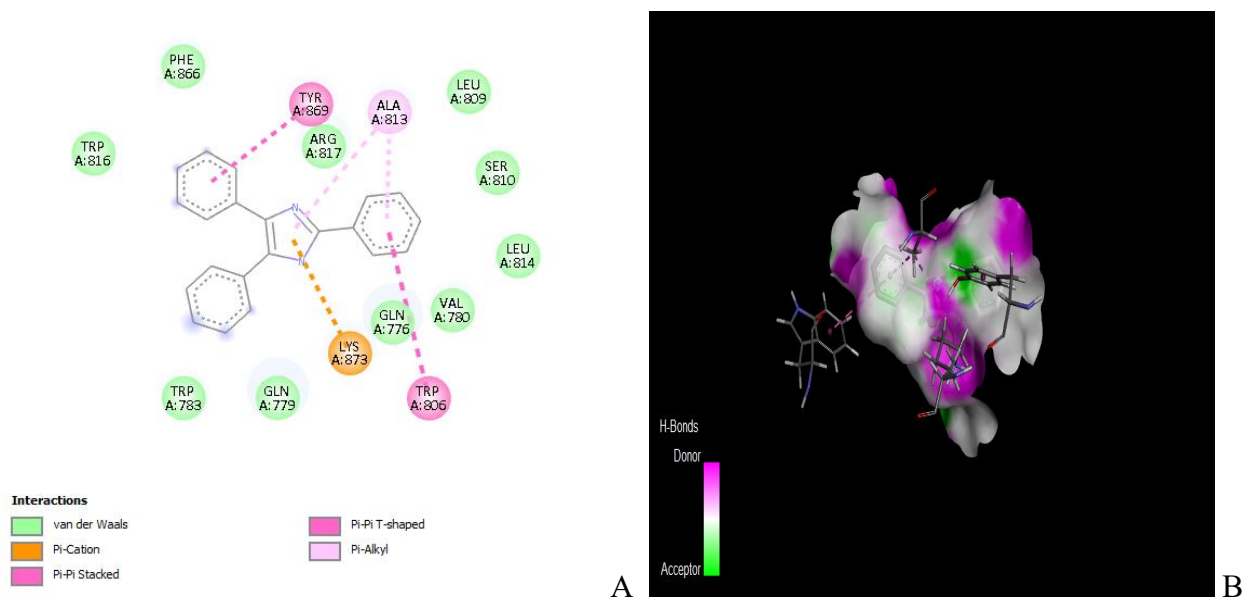 PHE
A:866
TYR
A:869
ALA
A:813
LEU
A:809
TRP
A:816
ARG
A:817
SER
A:810
N
N
LEU
A:814
GLN
A:776
VAL
A:780
LYS
A:873
TRP
A:783
GLN
A:779
TRP
A:806
Interactions
van der Waals
Pi-Cation
Pi-Pi Stacked
Pi-Pi T-shaped
Pi-Alkyl
A
H-Bonds
Donor
Acceptor
B